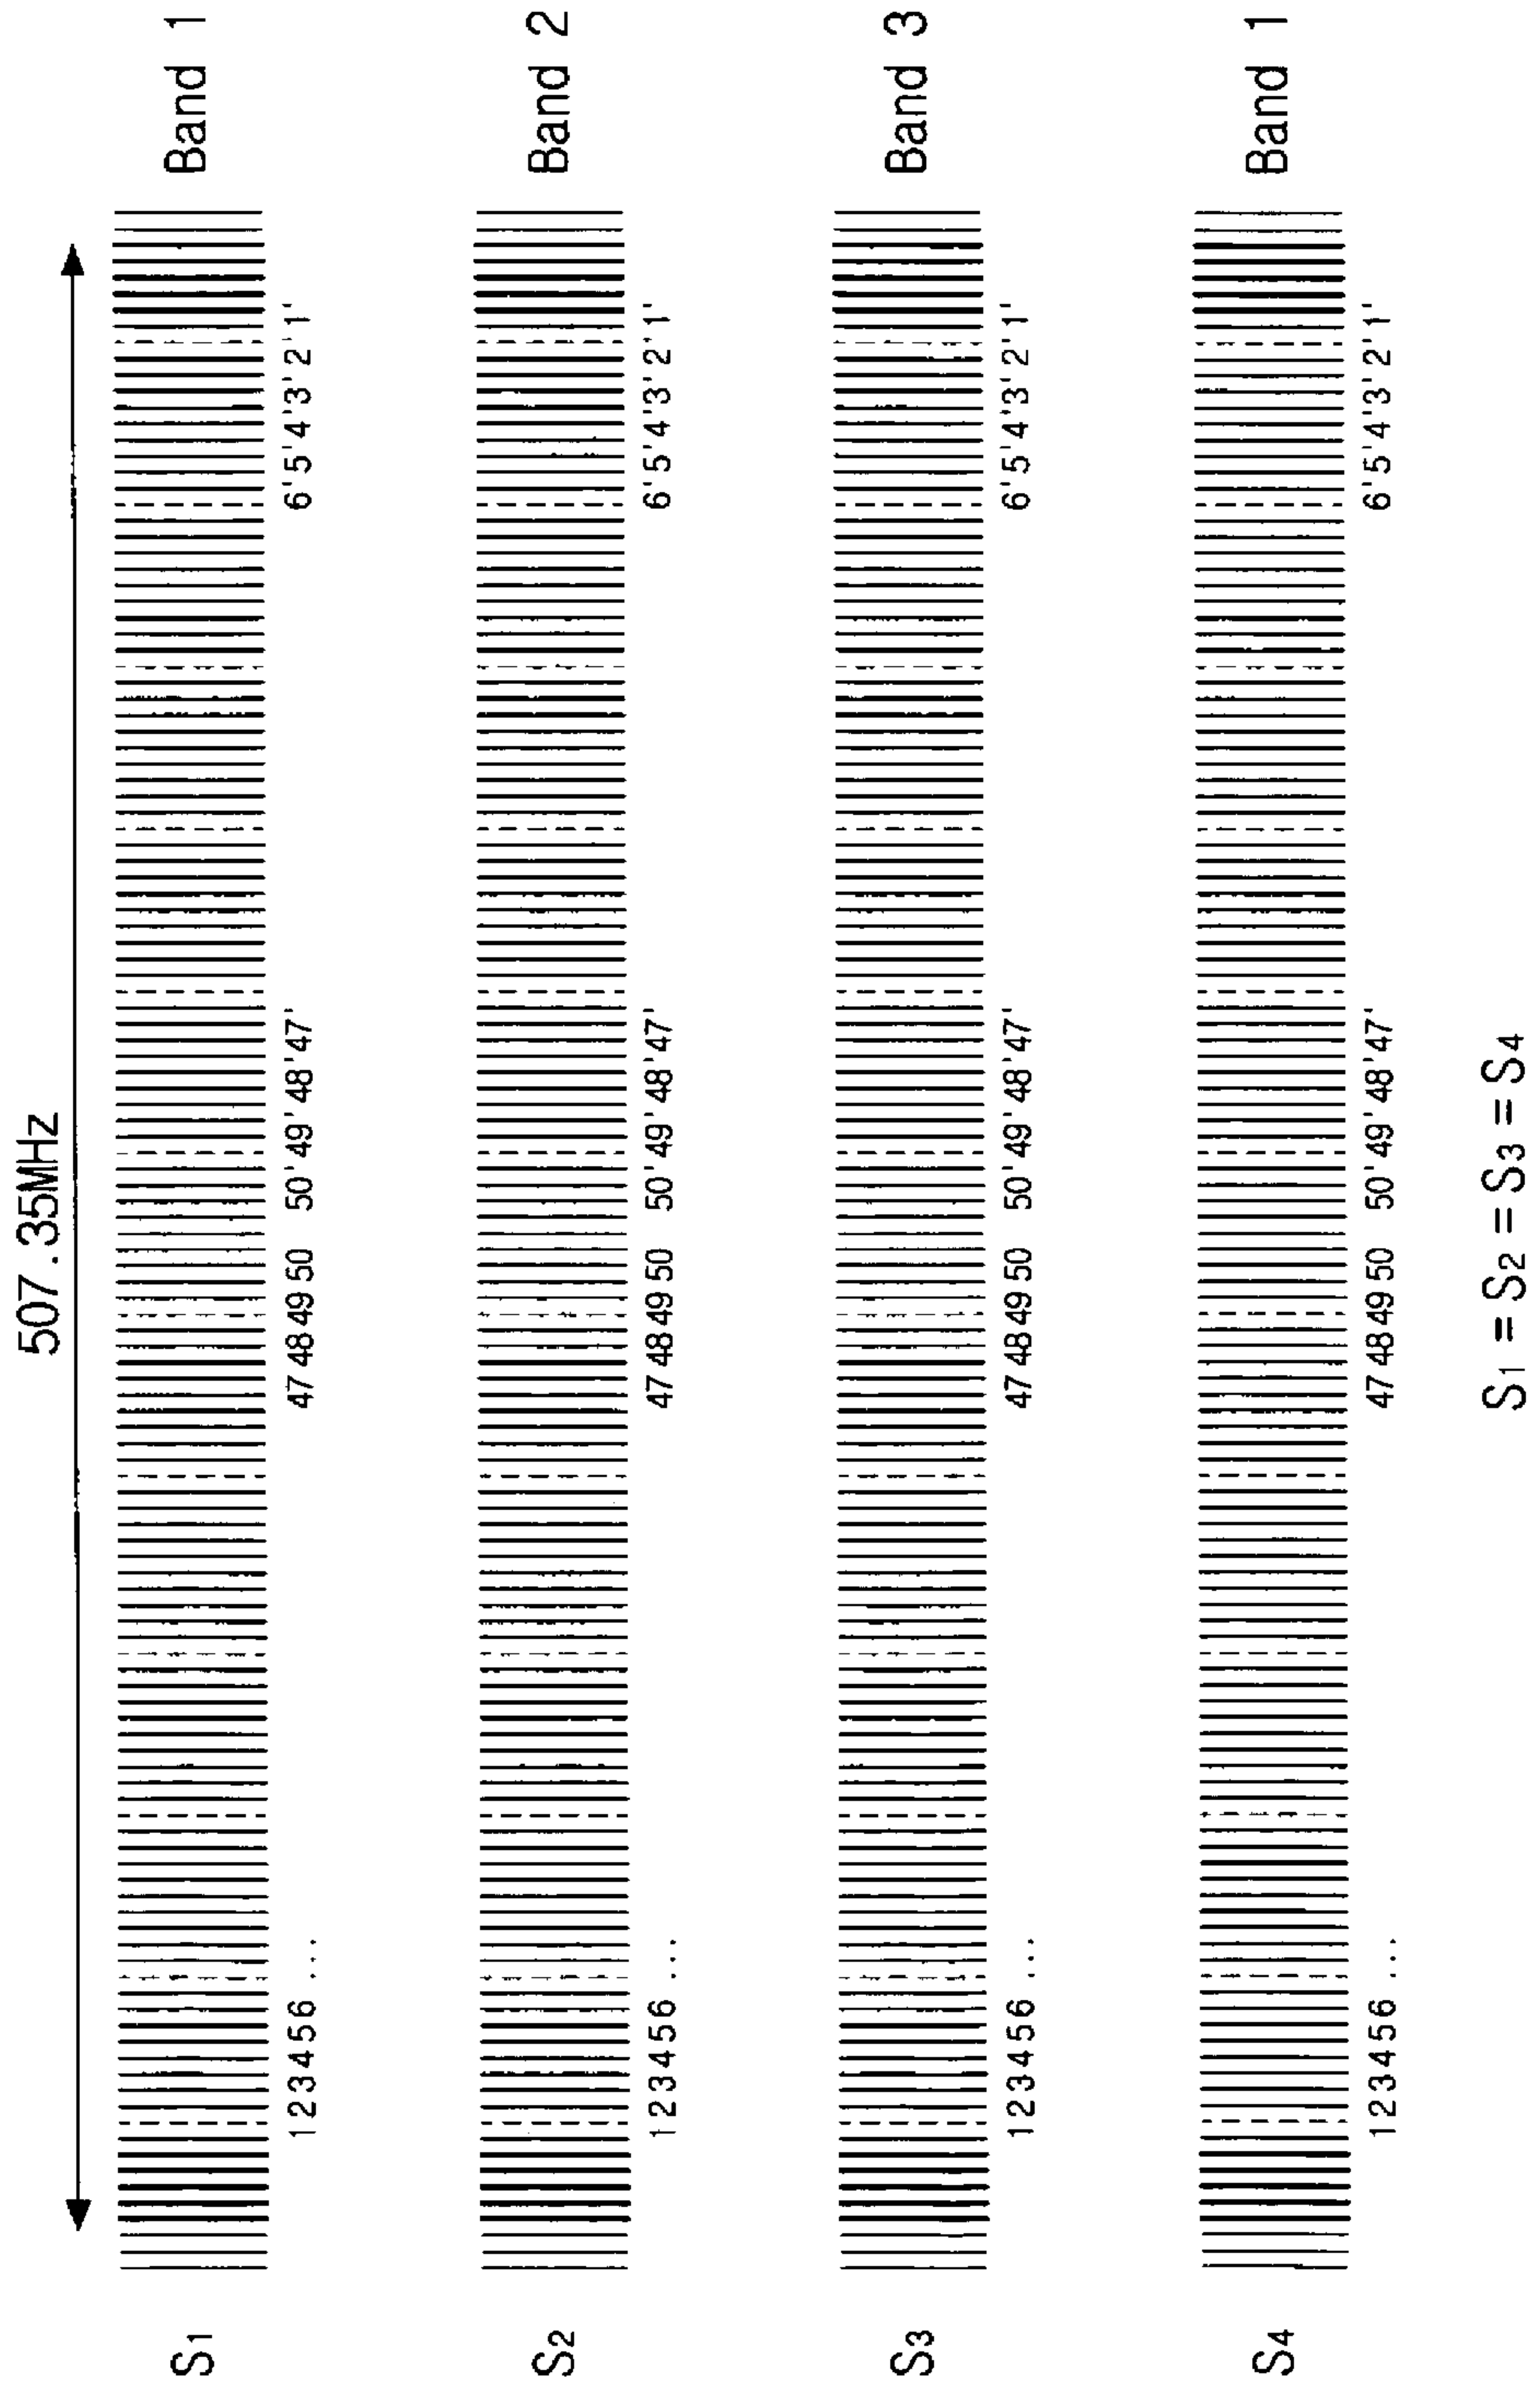 507.35MHz
S1 Band 1
1 2 3 4 5 6 ... 47 48 49 50 50' 49' 48' 47' 6' 5' 4' 3' 2' 1'
S2 Band 2
1 2 3 4 5 6 ... 47 48 49 50 50' 49' 48' 47' 6' 5' 4' 3' 2' 1'
S3 Band 3
1 2 3 4 5 6 ... 47 48 49 50 50' 49' 48' 47' 6' 5' 4' 3' 2' 1'
S4 Band 1
1 2 3 4 5 6 ... 47 48 49 50 50' 49' 48' 47' 6' 5' 4' 3' 2' 1'
S1 = S2 = S3 = S4